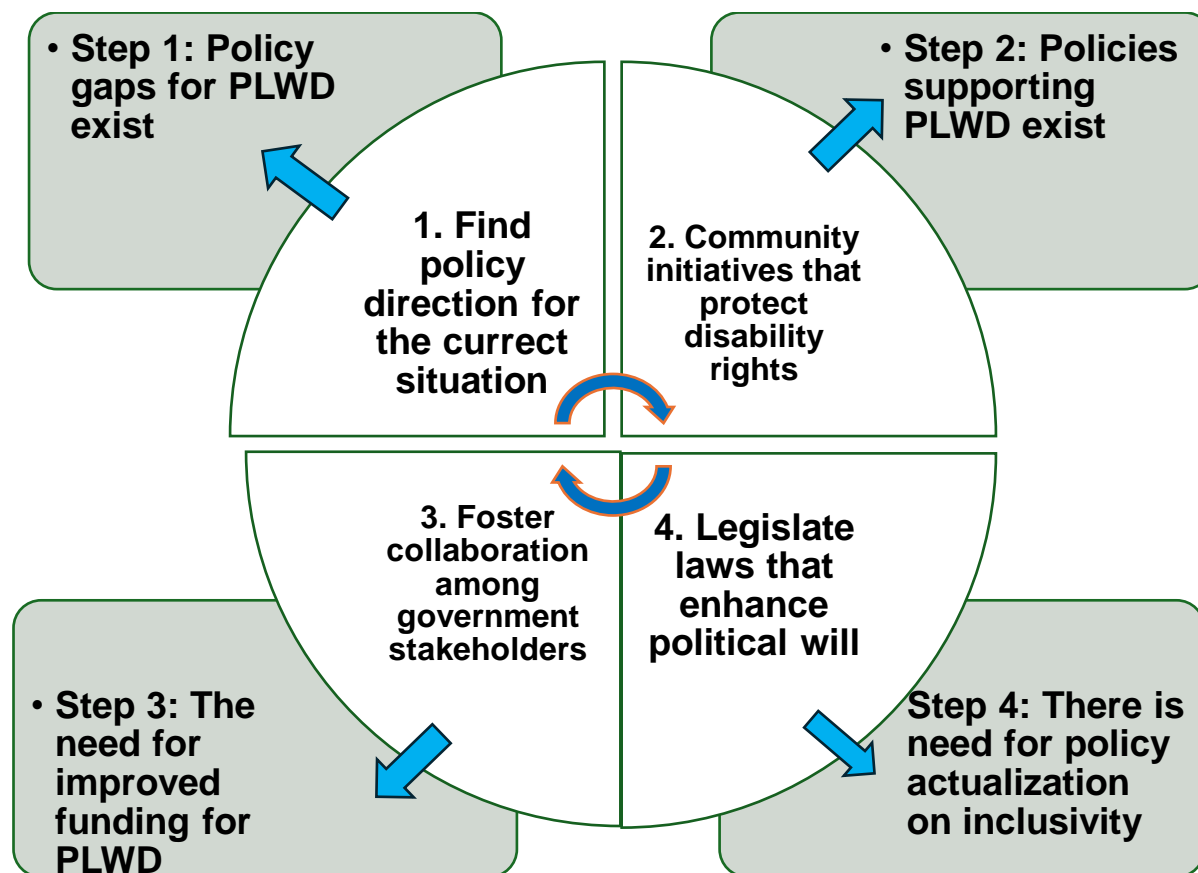 • Step 1: Policy
gaps for PLWD
exist
• Step 2: Policies
supporting
PLWD exist
1. Find
policy
direction for
the currect
situation
2. Community
initiatives that
protect
disability
rights
3. Foster
collaboration
among
government
stakeholders
4. Legislate
laws that
enhance
political will
• Step 3: The
need for
improved
funding for
PLWD
Step 4: There is
need for policy
actualization
on inclusivity